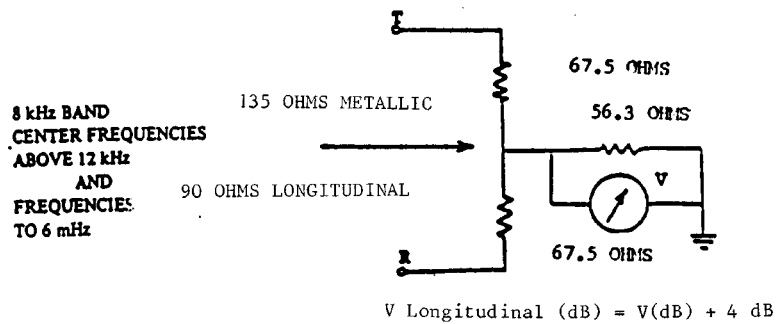 T
67.5 OHMS
8 kHz BAND
CENTER FREQUENCIES
ABOVE 12 kHz
AND
FREQUENCIES
TO 6 mHz
135 OHMS METALLIC
90 OHMS LONGITUDINAL
56.3 OHMS
V
67.5 OHMS
R
V Longitudinal (dB) = V(dB) + 4 dB